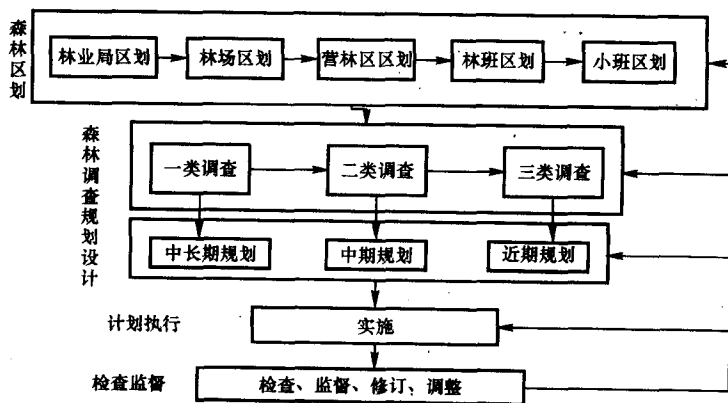 森林区划
林业局区划
林场区划
营林区区划
林班区划
小班区划
森林调查规划设计
一类调查
二类调查
三类调查
中长期规划
中期规划
近期规划
计划执行
实施
检查监督
检查、监督、修订、调整